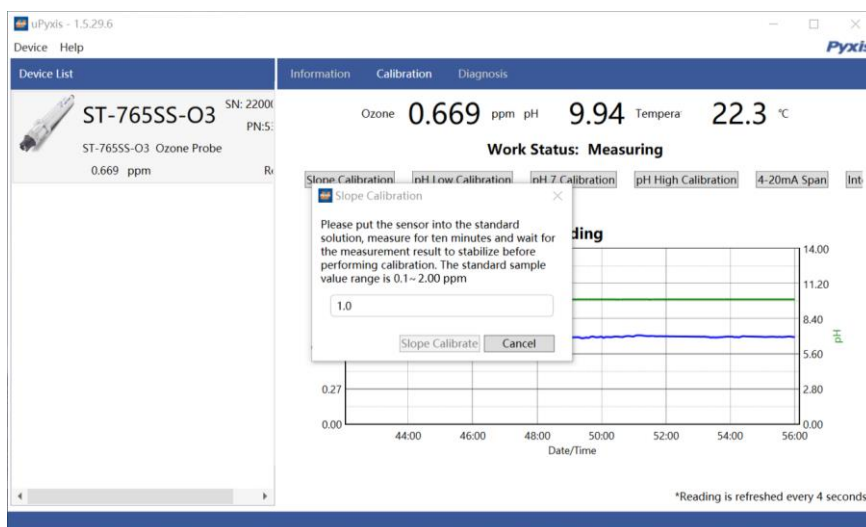 uPyxis - 1.5.29.6
Device Help
Pyxis
Device List
Information Calibration Diagnosis
ST-765SS-O3
SN: 22000
PN:53
ST-765SS-O3 Ozone Probe
0.669 ppm
Ozone 0.669 ppm pH 9.94 Tempera 22.3 °C
Work Status: Measuring
Slope Calibration pH Low Calibration pH 7 Calibration pH High Calibration 4-20mA Span Int
Slope Calibration
Please put the sensor into the standard
solution, measure for ten minutes and wait for
the measurement result to stabilize before
performing calibration. The standard sample
value range is 0.1~ 2.00 ppm
1.0
Slope Calibrate Cancel
ding
14.00
11.20
8.40
5.60
2.80
0.00
pH
0.27
0.00
44:00 46:00 48:00 50:00 52:00 54:00 56:00
Date/Time
*Reading is refreshed every 4 seconds